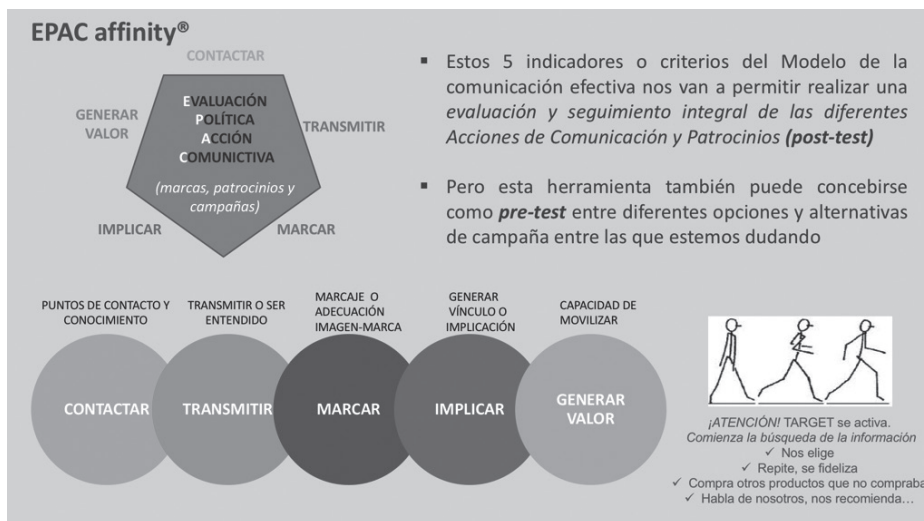 EPAC affinity®
CONTACTAR
GENERAR
VALOR
TRANSMITIR
EVALUACIÓN
POLÍTICA
ACCIÓN
COMUNICTIVA
(marcas, patrocinios y
campañas)
IMPLICAR
MARCAR
▪ Estos 5 indicadores o criterios del Modelo de la
comunicación efectiva nos van a permitir realizar una
evaluación y seguimiento integral de las diferentes
Acciones de Comunicación y Patrocinios (post-test)
▪ Pero esta herramienta también puede concebirse
como pre-test entre diferentes opciones y alternativas
de campaña entre las que estemos dudando
PUNTOS DE CONTACTO Y
CONOCIMIENTO
TRANSMITIR O SER
ENTENDIDO
MARCAJE O
ADECUACIÓN
IMAGEN-MARCA
GENERAR
VÍNCULO O
IMPLICACIÓN
CAPACIDAD DE
MOVILIZAR
CONTACTAR
TRANSMITIR
MARCAR
IMPLICAR
GENERAR
VALOR
¡ATENCIÓN! TARGET se activa.
Comienza la búsqueda de la información
✓ Nos elige
✓ Repite, se fideliza
✓ Compra otros productos que no compraba
✓ Habla de nosotros, nos recomienda…